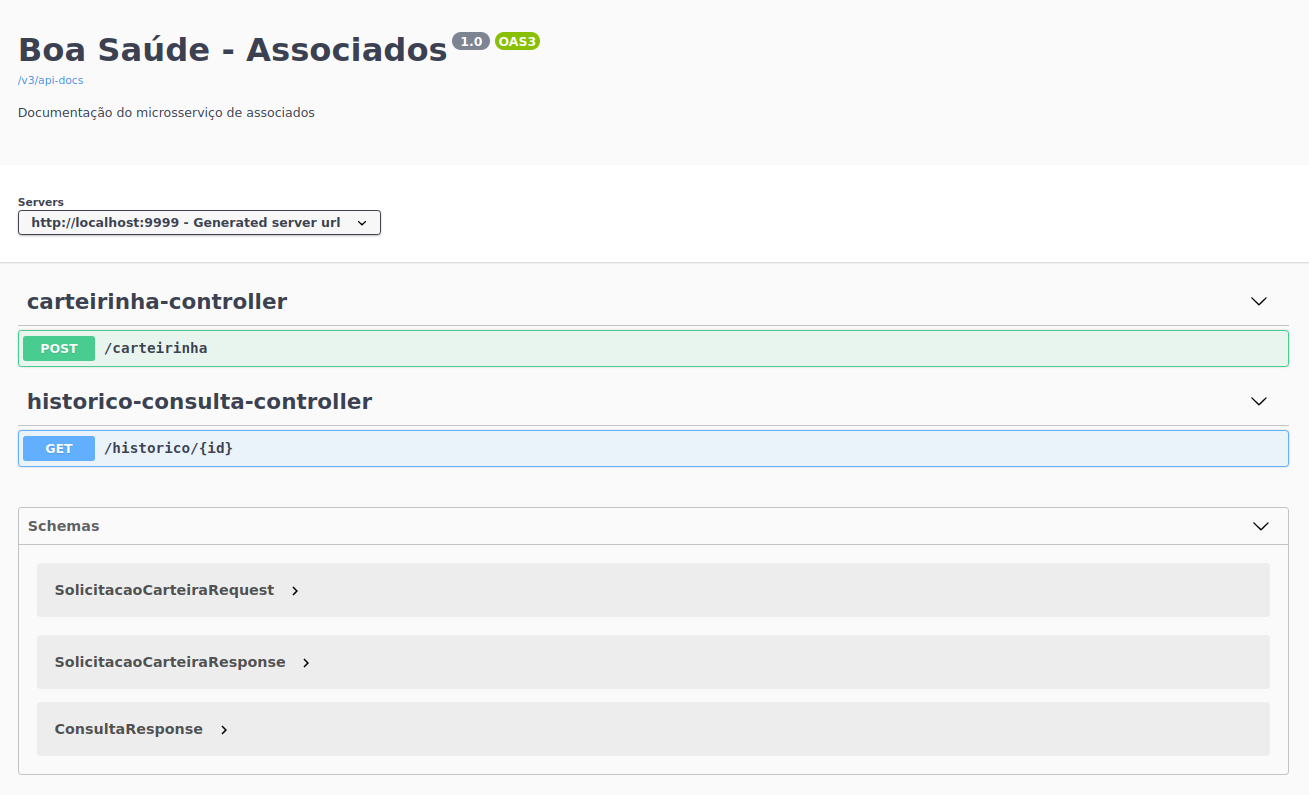 Boa Saúde - Associados 1.0 OAS3
/v3/api-docs
Documentação do microsserviço de associados
Servers
http://localhost:9999 - Generated server url
carteirinha-controller
POST /carteirinha
historico-consulta-controller
GET /historico/{id}
Schemas
SolicitacaoCarteiraRequest
SolicitacaoCarteiraResponse
ConsultaResponse